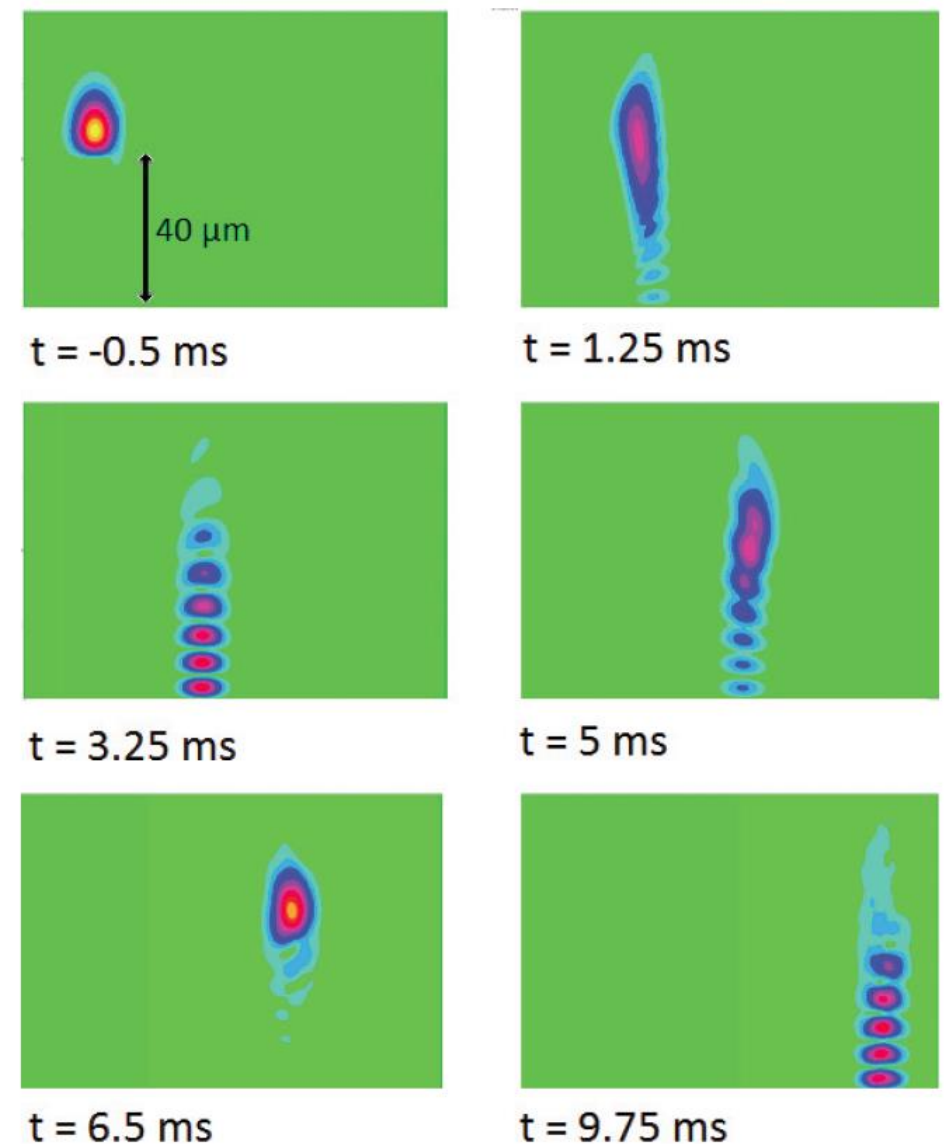 40 μm
t = -0.5 ms
t = 1.25 ms
t = 3.25 ms
t = 5 ms
t = 6.5 ms
t = 9.75 ms